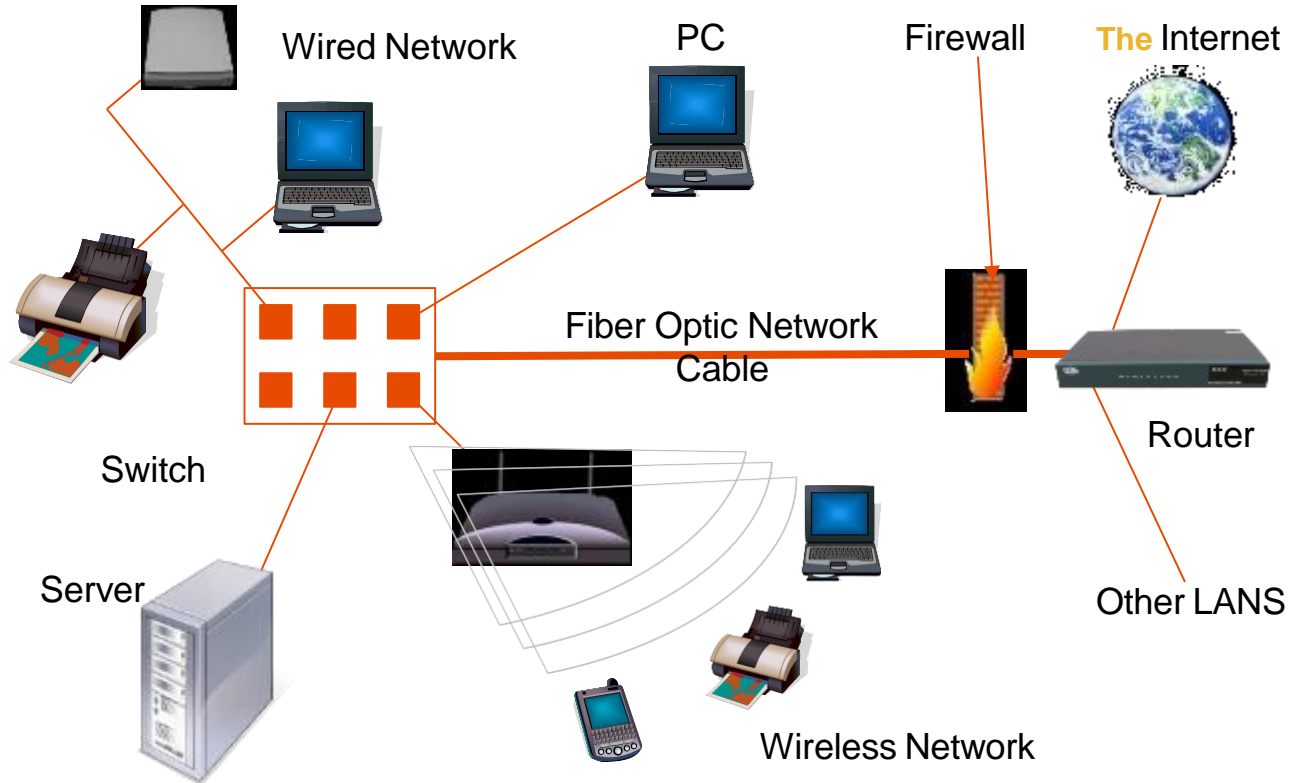 Wired Network
PC
Firewall
The Internet
Fiber Optic Network
Cable
Router
Switch
Server
Other LANS
Wireless Network